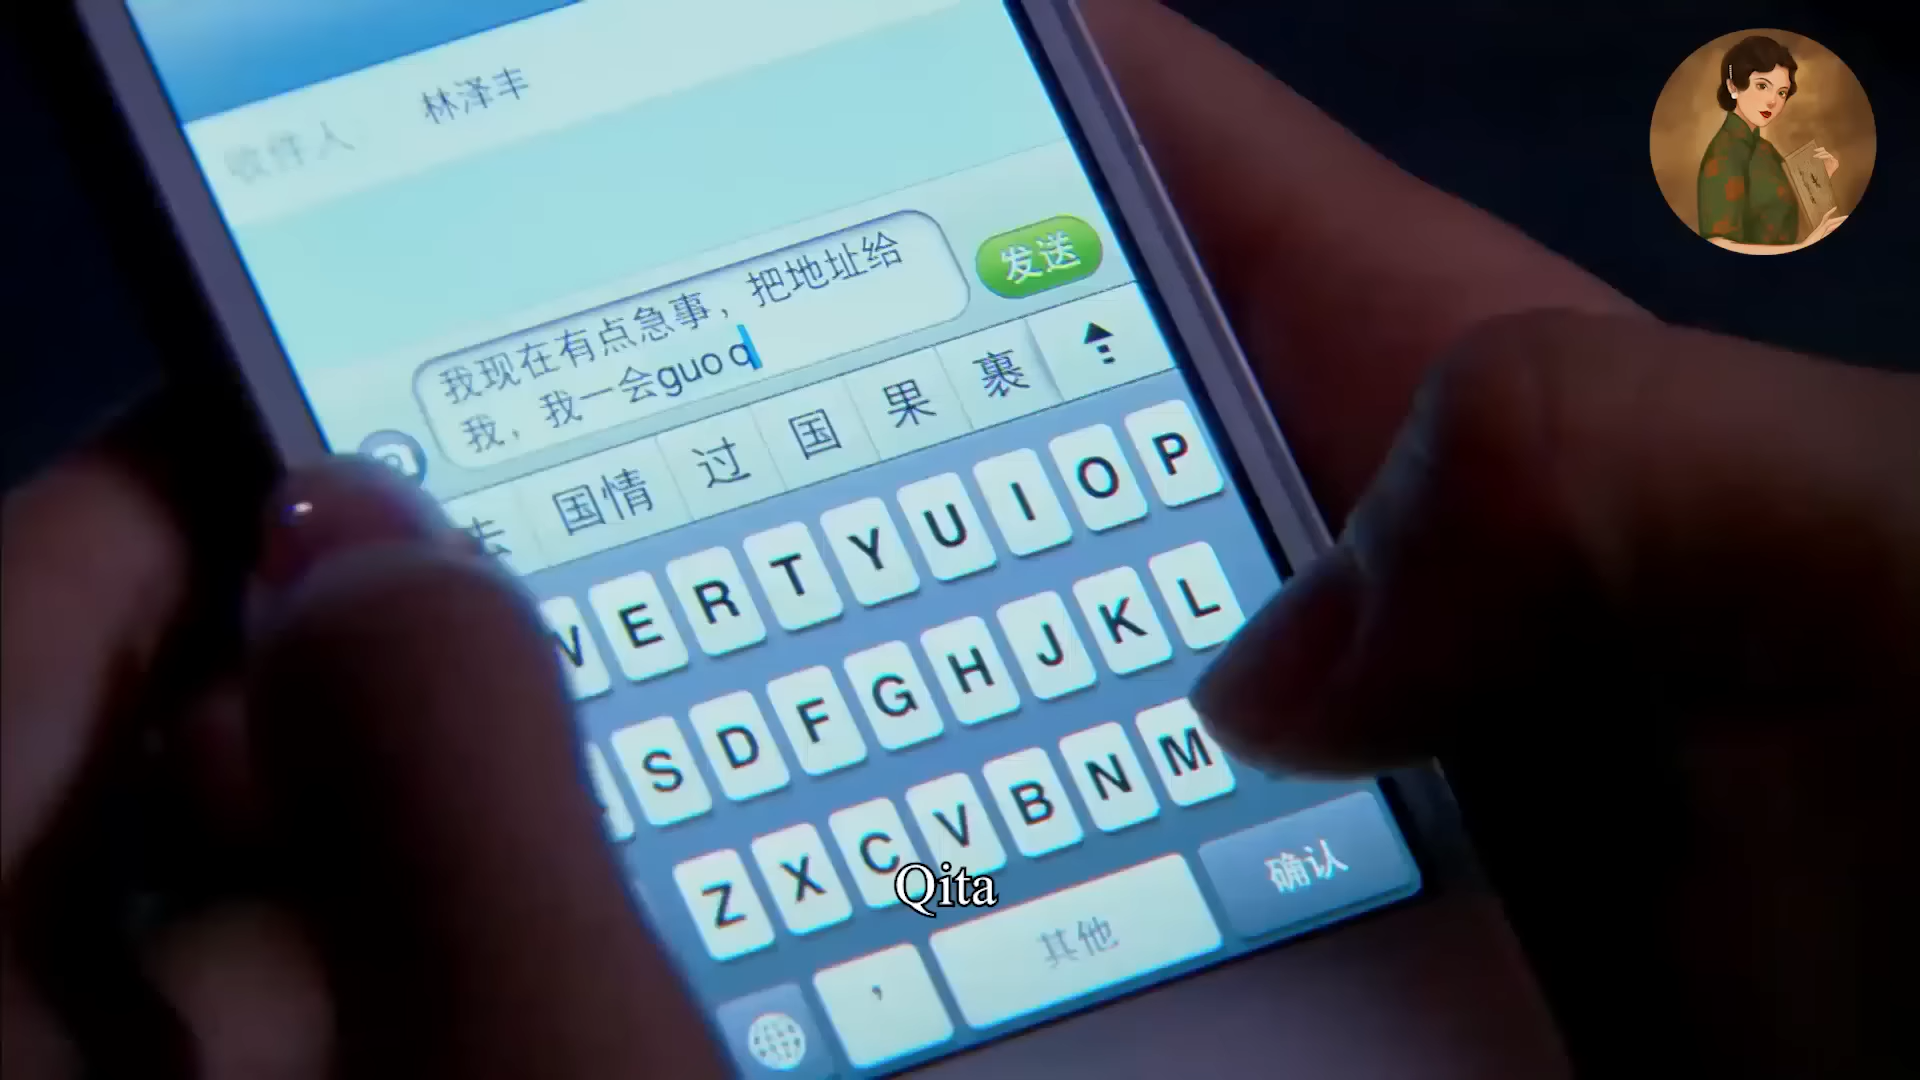 收件人 林泽丰
发送
我现在有点急事，把地址给
我，我一会guo q
去 国情 过 国 果 裹
W E R T Y U I O P
S D F G H J K L
Z X C V B N M
Qita
， 其他 确认